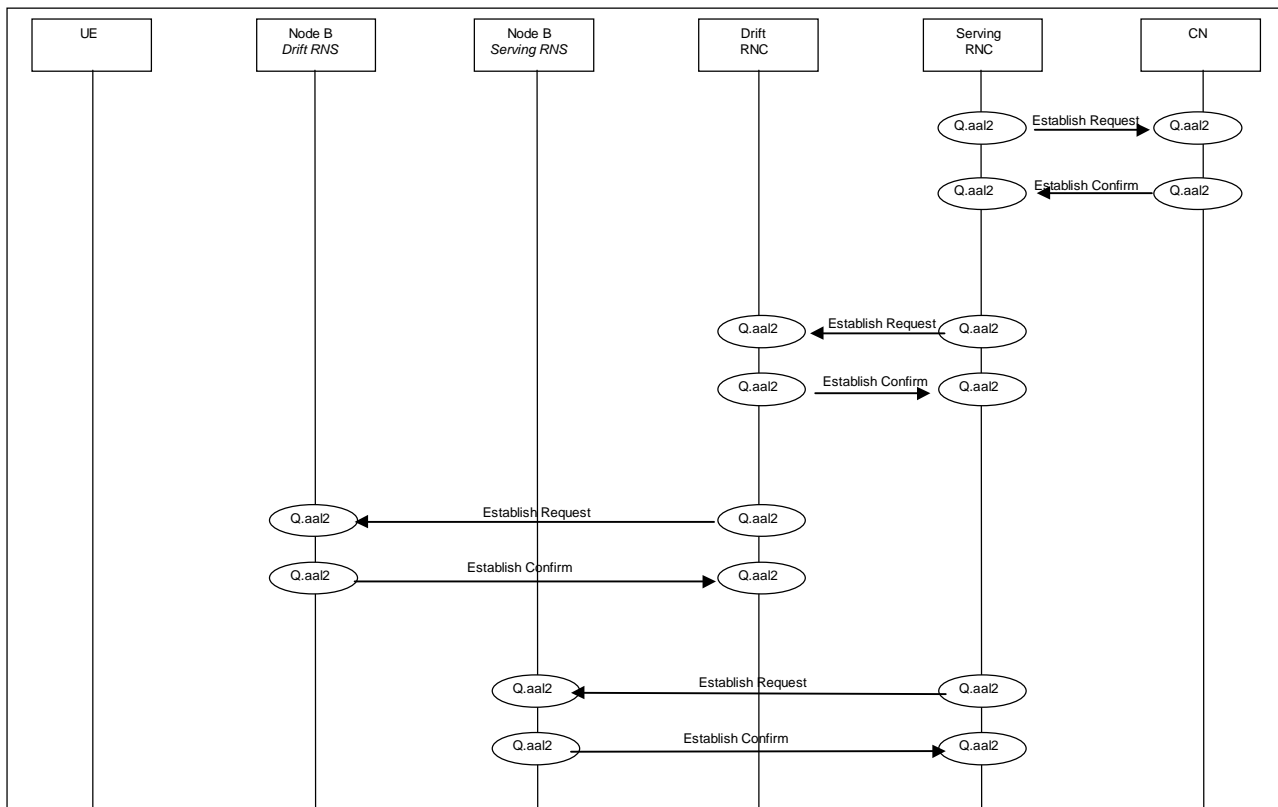 UE
Node B
Drift RNS
Node B
Serving RNS
Drift
RNC
Serving
RNC
CN
Q.aal2
Establish Request
Q.aal2
Q.aal2
Establish Confirm
Q.aal2
Q.aal2
Establish Request
Q.aal2
Q.aal2
Establish Confirm
Q.aal2
Q.aal2
Establish Request
Q.aal2
Q.aal2
Establish Confirm
Q.aal2
Q.aal2
Establish Request
Q.aal2
Q.aal2
Establish Confirm
Q.aal2